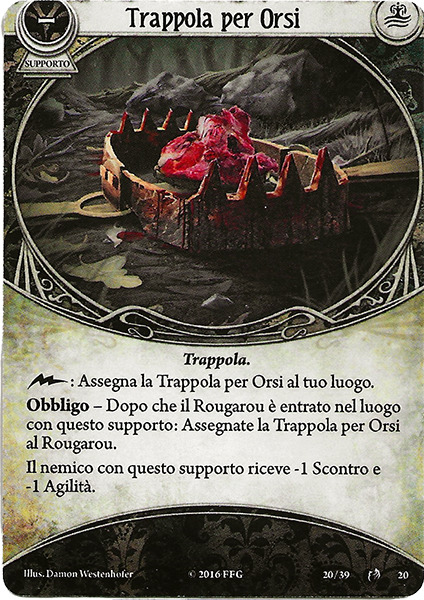 Trappola per Orsi
SUPPORTO
Trappola.
: Assegna la Trappola per Orsi al tuo luogo.
Obbligo – Dopo che il Rougarou è entrato nel luogo
con questo supporto: Assegnate la Trappola per Orsi
al Rougarou.
Il nemico con questo supporto riceve -1 Scontro e
-1 Agilità.
Illus. Damon Westenhofer
© 2016 FFG
20/39
20